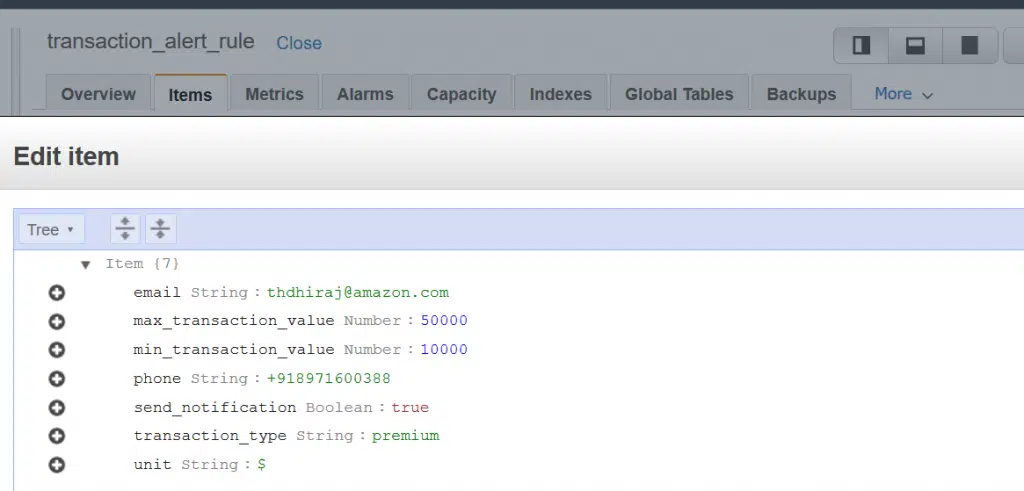 transaction_alert_rule Close
Overview Items Metrics Alarms Capacity Indexes Global Tables Backups More
Edit item
Tree
Item {7}
email String : thdhiraj@amazon.com
max_transaction_value Number : 50000
min_transaction_value Number : 10000
phone String : +918971600388
send_notification Boolean : true
transaction_type String : premium
unit String : $